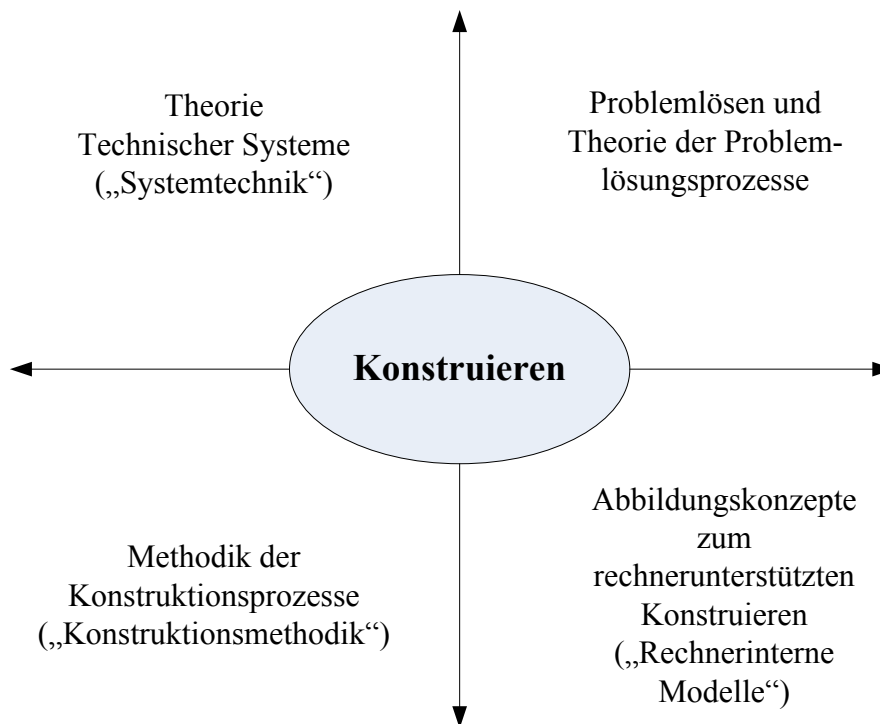 Theorie
Technischer Systeme
(„Systemtechnik“)
Problemlösen und
Theorie der Problem-
lösungsprozesse
Konstruieren
Methodik der
Konstruktionsprozesse
(„Konstruktionsmethodik“)
Abbildungskonzepte
zum
rechnerunterstützten
Konstruieren
(„Rechnerinterne
Modelle“)